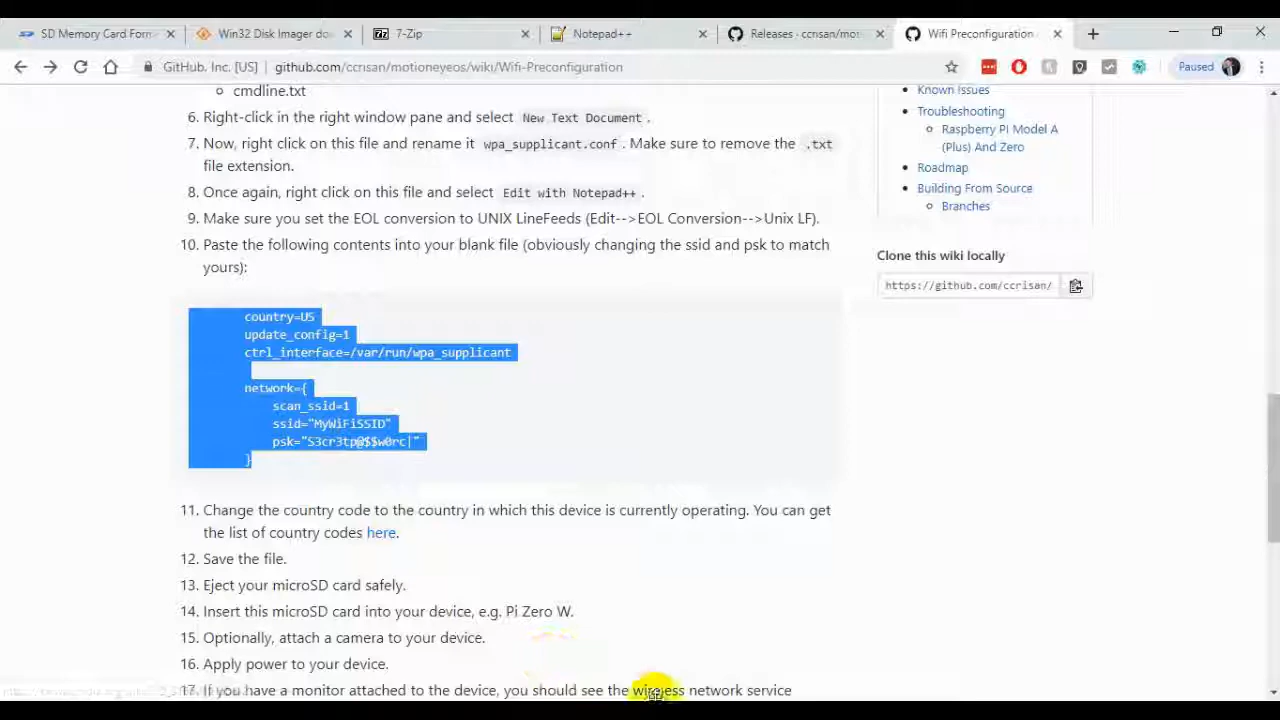 SD Memory Card Form
Win32 Disk Imager do
7-Zip
Notepad++
Releases · ccrisan/mot
Wifi Preconfiguration
GitHub, Inc. [US] | github.com/ccrisan/motioneyeos/wiki/Wifi-Preconfiguration
Paused
cmdline.txt
6. Right-click in the right window pane and select New Text Document.
7. Now, right click on this file and rename it wpa_supplicant.conf. Make sure to remove the .txt
file extension.
8. Once again, right click on this file and select Edit with Notepad++.
9. Make sure you set the EOL conversion to UNIX LineFeeds (Edit-->EOL Conversion-->Unix LF).
10. Paste the following contents into your blank file (obviously changing the ssid and psk to match
yours):
country=US
update_config=1
ctrl_interface=/var/run/wpa_supplicant
network={
scan_ssid=1
ssid="MyWiFiSSID"
psk="S3cr3tp@$$w0rc|"
}
11. Change the country code to the country in which this device is currently operating. You can get
the list of country codes here.
12. Save the file.
13. Eject your microSD card safely.
14. Insert this microSD card into your device, e.g. Pi Zero W.
15. Optionally, attach a camera to your device.
16. Apply power to your device.
17. If you have a monitor attached to the device, you should see the wireless network service
Known Issues
Troubleshooting
Raspberry PI Model A
(Plus) And Zero
Roadmap
Building From Source
Branches
Clone this wiki locally
https://github.com/ccrisan/